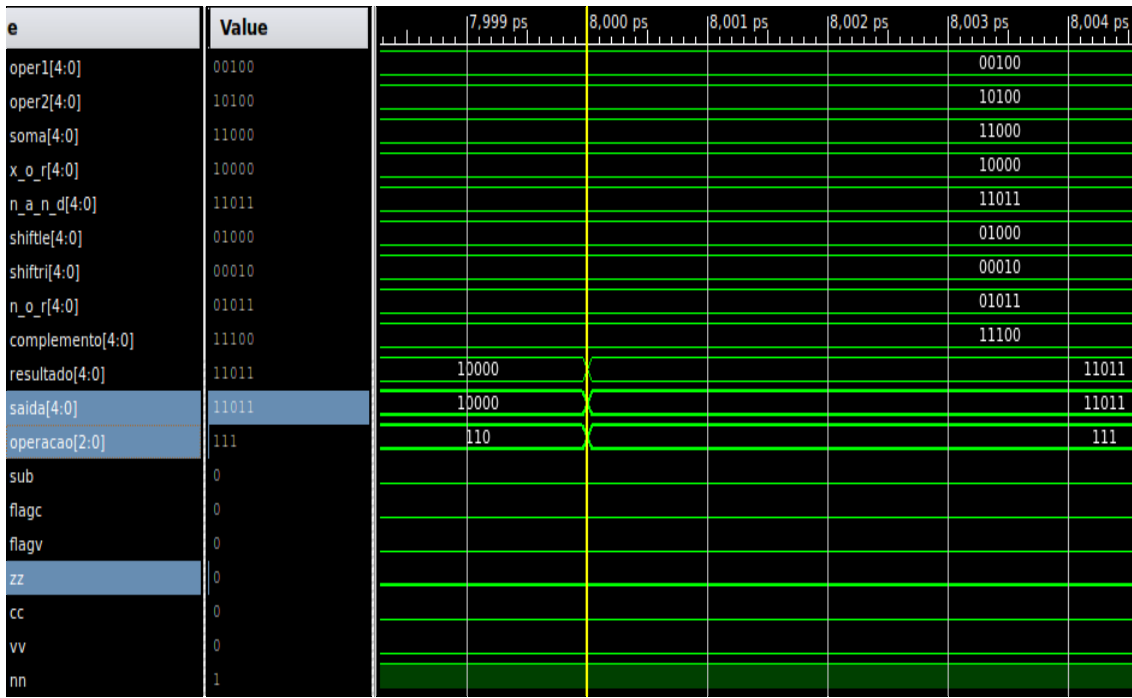 e Value 7,999 ps 8,000 ps 8,001 ps 8,002 ps 8,003 ps 8,004 ps
oper1[4:0] 00100 00100
oper2[4:0] 10100 10100
soma[4:0] 11000 11000
x_o_r[4:0] 10000 10000
n_a_n_d[4:0] 11011 11011
shiftle[4:0] 01000 01000
shiftri[4:0] 00010 00010
n_o_r[4:0] 01011 01011
complemento[4:0] 11100 11100
resultado[4:0] 11011 10000 11011
saida[4:0] 11011 10000 11011
operacao[2:0] 111 110 111
sub 0
flagc 0
flagv 0
zz 0
cc 0
vv 0
nn 1